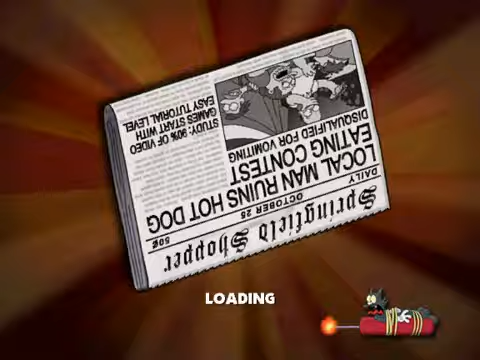 Springfield Shopper
DAILY
OCTOBER 25
50¢
LOCAL MAN RUINS HOT DOG
EATING CONTEST
DISQUALIFIED FOR VOMITING
STUDY: 90% OF VIDEO
GAMES START WITH
EASY TUTORIAL LEVEL
LOADING